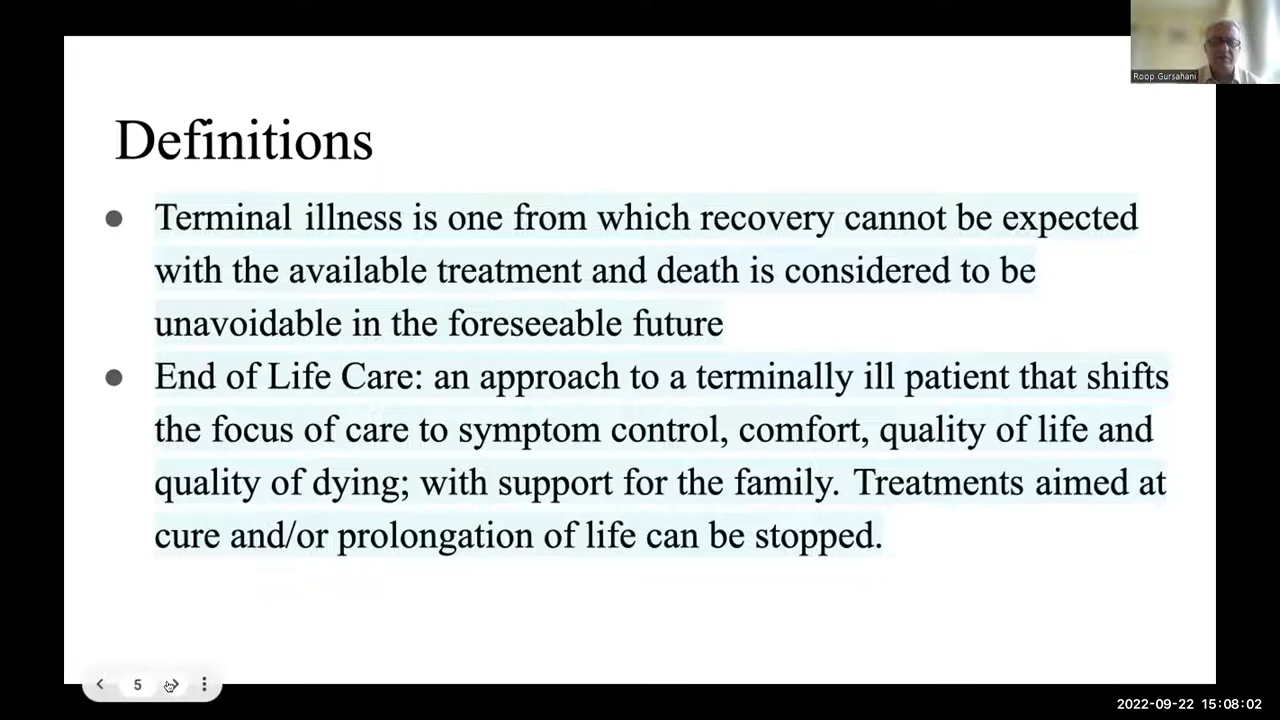 Roop Gursahani
Definitions
● Terminal illness is one from which recovery cannot be expected
with the available treatment and death is considered to be
unavoidable in the foreseeable future
● End of Life Care: an approach to a terminally ill patient that shifts
the focus of care to symptom control, comfort, quality of life and
quality of dying; with support for the family. Treatments aimed at
cure and/or prolongation of life can be stopped.
5
2022-09-22 15:08:02